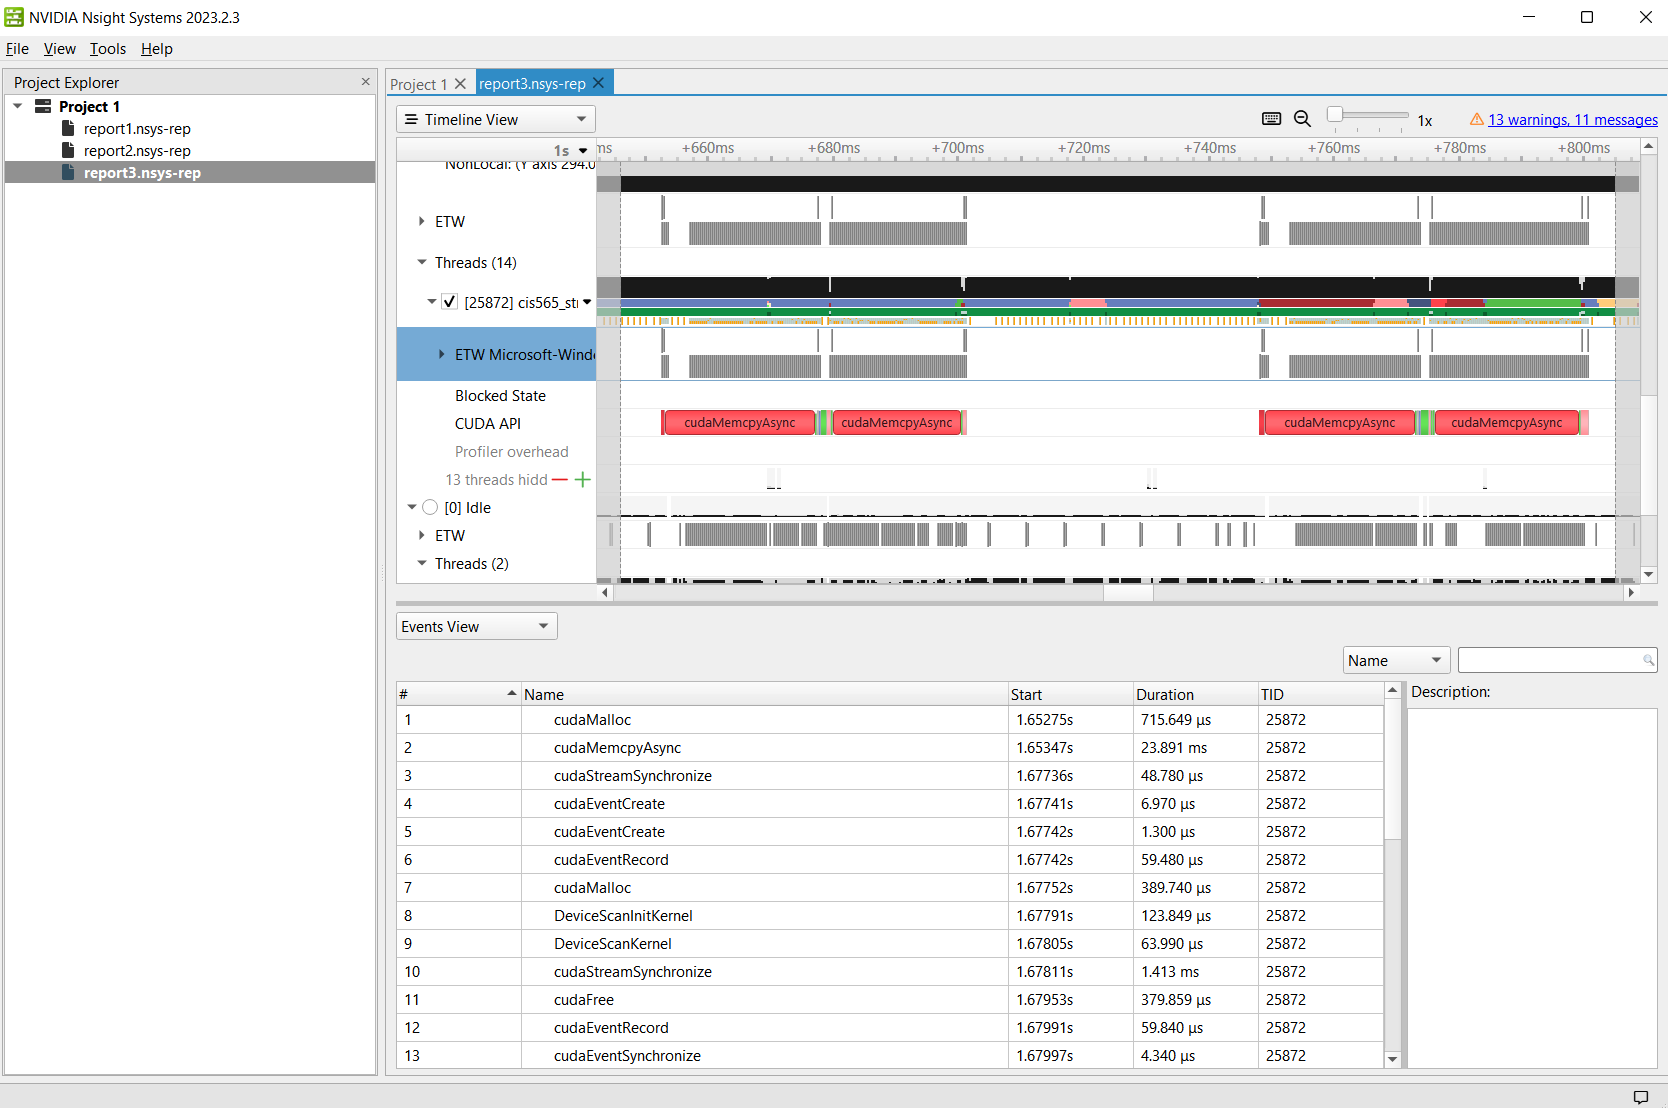 NVIDIA Nsight Systems 2023.2.3
File View Tools Help
Project Explorer
Project 1
report1.nsys-rep
report2.nsys-rep
report3.nsys-rep
Project 1 report3.nsys-rep
Timeline View
1x
13 warnings, 11 messages
1s ms +660ms +680ms +700ms +720ms +740ms +760ms +780ms +800ms
NonLocal: (Y axis 294.0
ETW
Threads (14)
[25872] cis565_str
ETW Microsoft-Windo
Blocked State
CUDA API
cudaMemcpyAsync cudaMemcpyAsync cudaMemcpyAsync cudaMemcpyAsync
Profiler overhead
13 threads hidd
[0] Idle
ETW
Threads (2)
Events View
Name
# Name Start Duration TID
Description:
1 cudaMalloc 1.65275s 715.649 μs 25872
2 cudaMemcpyAsync 1.65347s 23.891 ms 25872
3 cudaStreamSynchronize 1.67736s 48.780 μs 25872
4 cudaEventCreate 1.67741s 6.970 μs 25872
5 cudaEventCreate 1.67742s 1.300 μs 25872
6 cudaEventRecord 1.67742s 59.480 μs 25872
7 cudaMalloc 1.67752s 389.740 μs 25872
8 DeviceScanInitKernel 1.67791s 123.849 μs 25872
9 DeviceScanKernel 1.67805s 63.990 μs 25872
10 cudaStreamSynchronize 1.67811s 1.413 ms 25872
11 cudaFree 1.67953s 379.859 μs 25872
12 cudaEventRecord 1.67991s 59.840 μs 25872
13 cudaEventSynchronize 1.67997s 4.340 μs 25872